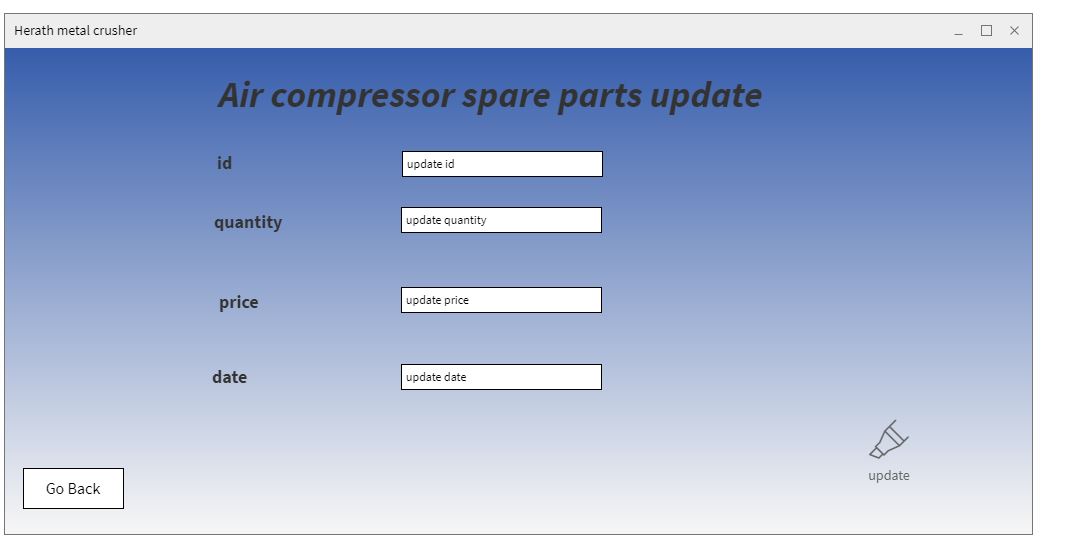 Herath metal crusher
Air compressor spare parts update
id
update id
quantity
update quantity
price
update price
date
update date
update
Go Back